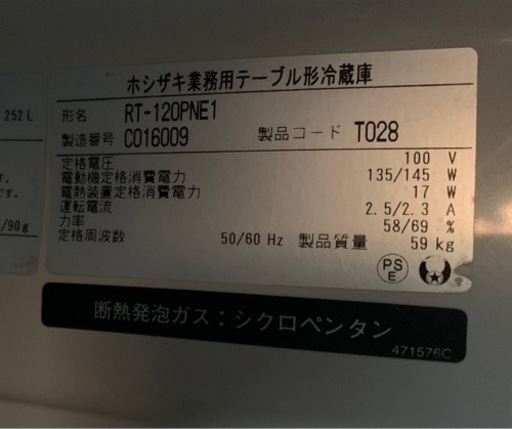 ホシザキ業務用テーブル形冷蔵庫
形名 RT-120PNE1
製造番号 C016009 製品コード T028
定格電圧 100 V
電動機定格消費電力 135/145 W
電熱装置定格消費電力 17 W
運転電流 2.5/2.3 A
力率 58/69 %
定格周波数 50/60 Hz 製品質量 59 kg
PS
E
断熱発泡ガス：シクロペンタン
471576C
252 L
す。
です。
/90g